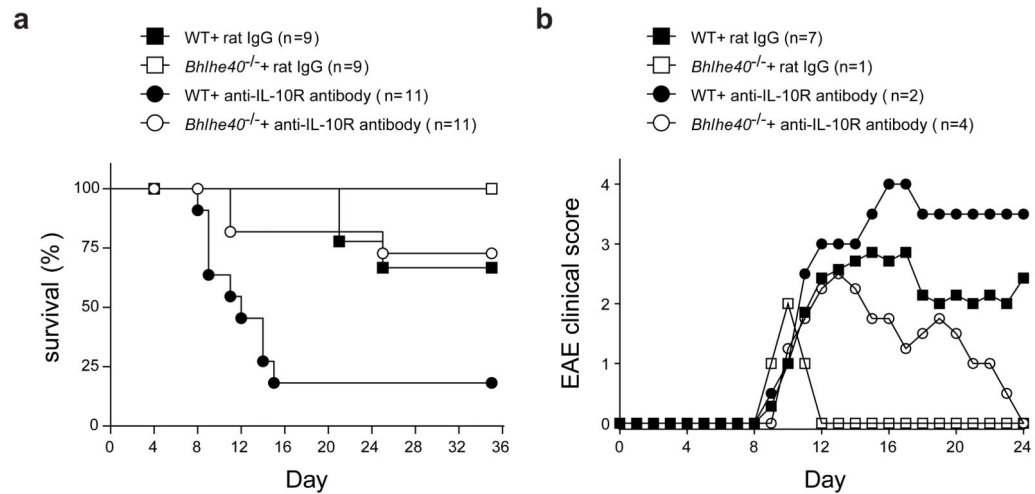 a
WT+ rat IgG (n=9)
Bhlhe40-/-+ rat IgG (n=9)
WT+ anti-IL-10R antibody ( n=11)
Bhlhe40-/-+ anti-IL-10R antibody ( n=11)
survival (%)
100
75
50
25
0
0 4 8 12 16 20 24 28 32 36
Day
b
WT+ rat IgG (n=7)
Bhlhe40-/-+ rat IgG (n=1)
WT+ anti-IL-10R antibody ( n=2)
Bhlhe40-/-+ anti-IL-10R antibody ( n=4)
EAE clinical score
4
3
2
1
0
0 4 8 12 16 20 24
Day